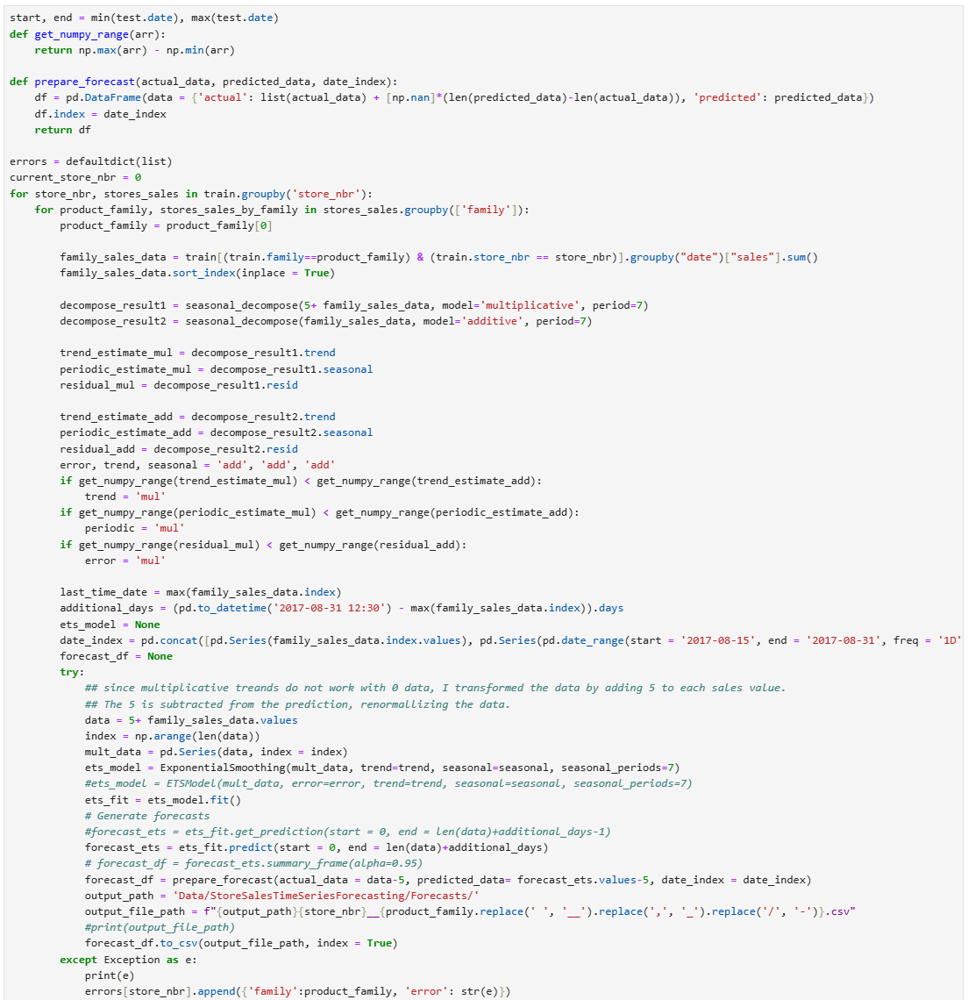 start, end = min(test.date), max(test.date)
def get_numpy_range(arr):
    return np.max(arr) - np.min(arr)

def prepare_forecast(actual_data, predicted_data, date_index):
    df = pd.DataFrame(data = {'actual': list(actual_data) + [np.nan]*(len(predicted_data)-len(actual_data)), 'predicted': predicted_data})
    df.index = date_index
    return df

errors = defaultdict(list)
current_store_nbr = 0
for store_nbr, stores_sales in train.groupby('store_nbr'):
    for product_family, stores_sales_by_family in stores_sales.groupby(['family']):
        product_family = product_family[0]

        family_sales_data = train[(train.family==product_family) & (train.store_nbr == store_nbr)].groupby("date")["sales"].sum()
        family_sales_data.sort_index(inplace = True)

        decompose_result1 = seasonal_decompose(5+ family_sales_data, model='multiplicative', period=7)
        decompose_result2 = seasonal_decompose(family_sales_data, model='additive', period=7)

        trend_estimate_mul = decompose_result1.trend
        periodic_estimate_mul = decompose_result1.seasonal
        residual_mul = decompose_result1.resid

        trend_estimate_add = decompose_result2.trend
        periodic_estimate_add = decompose_result2.seasonal
        residual_add = decompose_result2.resid
        error, trend, seasonal = 'add', 'add', 'add'
        if get_numpy_range(trend_estimate_mul) < get_numpy_range(trend_estimate_add):
            trend = 'mul'
        if get_numpy_range(periodic_estimate_mul) < get_numpy_range(periodic_estimate_add):
            periodic = 'mul'
        if get_numpy_range(residual_mul) < get_numpy_range(residual_add):
            error = 'mul'

        last_time_date = max(family_sales_data.index)
        additional_days = (pd.to_datetime('2017-08-31 12:30') - max(family_sales_data.index)).days
        ets_model = None
        date_index = pd.concat([pd.Series(family_sales_data.index.values), pd.Series(pd.date_range(start = '2017-08-15', end = '2017-08-31', freq = '1D'
        forecast_df = None
        try:
            ## since multiplicative treands do not work with 0 data, I transformed the data by adding 5 to each sales value.
            ## The 5 is subtracted from the prediction, renormallizing the data.
            data = 5+ family_sales_data.values
            index = np.arange(len(data))
            mult_data = pd.Series(data, index = index)
            ets_model = ExponentialSmoothing(mult_data, trend=trend, seasonal=seasonal, seasonal_periods=7)
            #ets_model = ETSModel(mult_data, error=error, trend=trend, seasonal=seasonal, seasonal_periods=7)
            ets_fit = ets_model.fit()
            # Generate forecasts
            #forecast_ets = ets_fit.get_prediction(start = 0, end = len(data)+additional_days-1)
            forecast_ets = ets_fit.predict(start = 0, end = len(data)+additional_days)
            # forecast_df = forecast_ets.summary_frame(alpha=0.95)
            forecast_df = prepare_forecast(actual_data = data-5, predicted_data= forecast_ets.values-5, date_index = date_index)
            output_path = 'Data/StoreSalesTimeSeriesForecasting/Forecasts/'
            output_file_path = f"{output_path}{store_nbr}__{product_family.replace(' ', '__').replace(',', '_').replace('/', '-')}.csv"
            #print(output_file_path)
            forecast_df.to_csv(output_file_path, index = True)
        except Exception as e:
            print(e)
            errors[store_nbr].append({'family':product_family, 'error': str(e)})